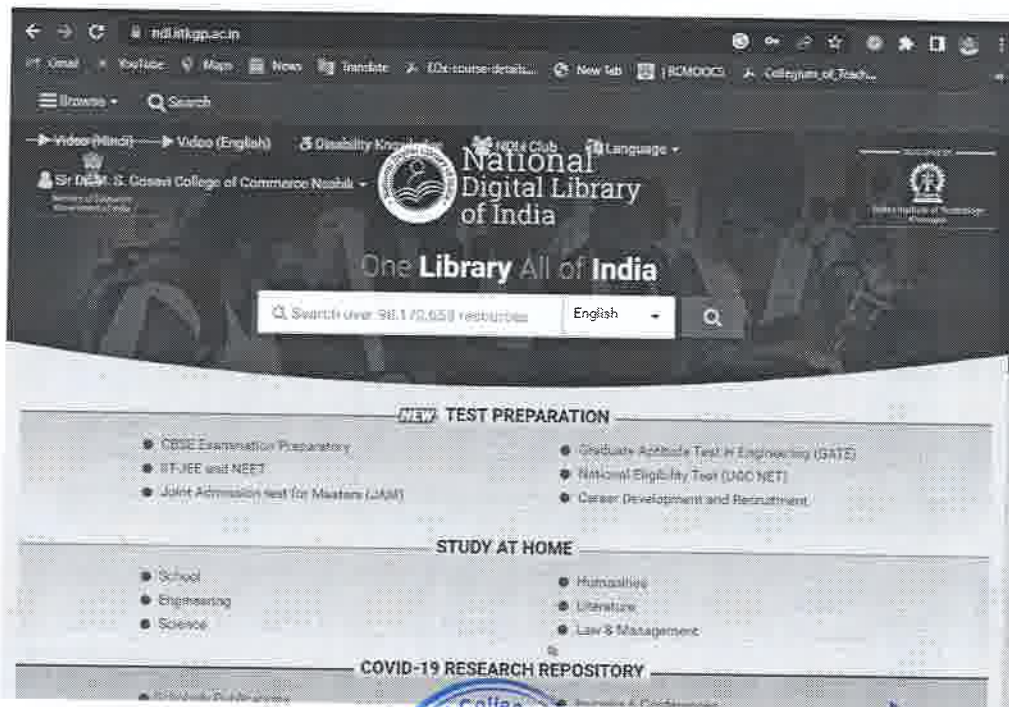 ndl.iitkgp.ac.in
Gmail YouTube Maps News Translate New Tab
Browse Search
Video (Hindi) Video (English) Disability NDLI Club Language
S. Gosavi College of Commerce Nashik
National
Digital Library
of India
One Library All of India
Search over resources English
NEW TEST PREPARATION
CBSE Examination Preparatory
IIT-JEE and NEET
Joint Admission test for Masters (JAM)
Graduate Aptitude Test in Engineering (GATE)
National Eligibility Test (UGC NET)
Career Development and Recruitment
STUDY AT HOME
School
Engineering
Science
Humanities
Literature
Law & Management
COVID-19 RESEARCH REPOSITORY
Colleg